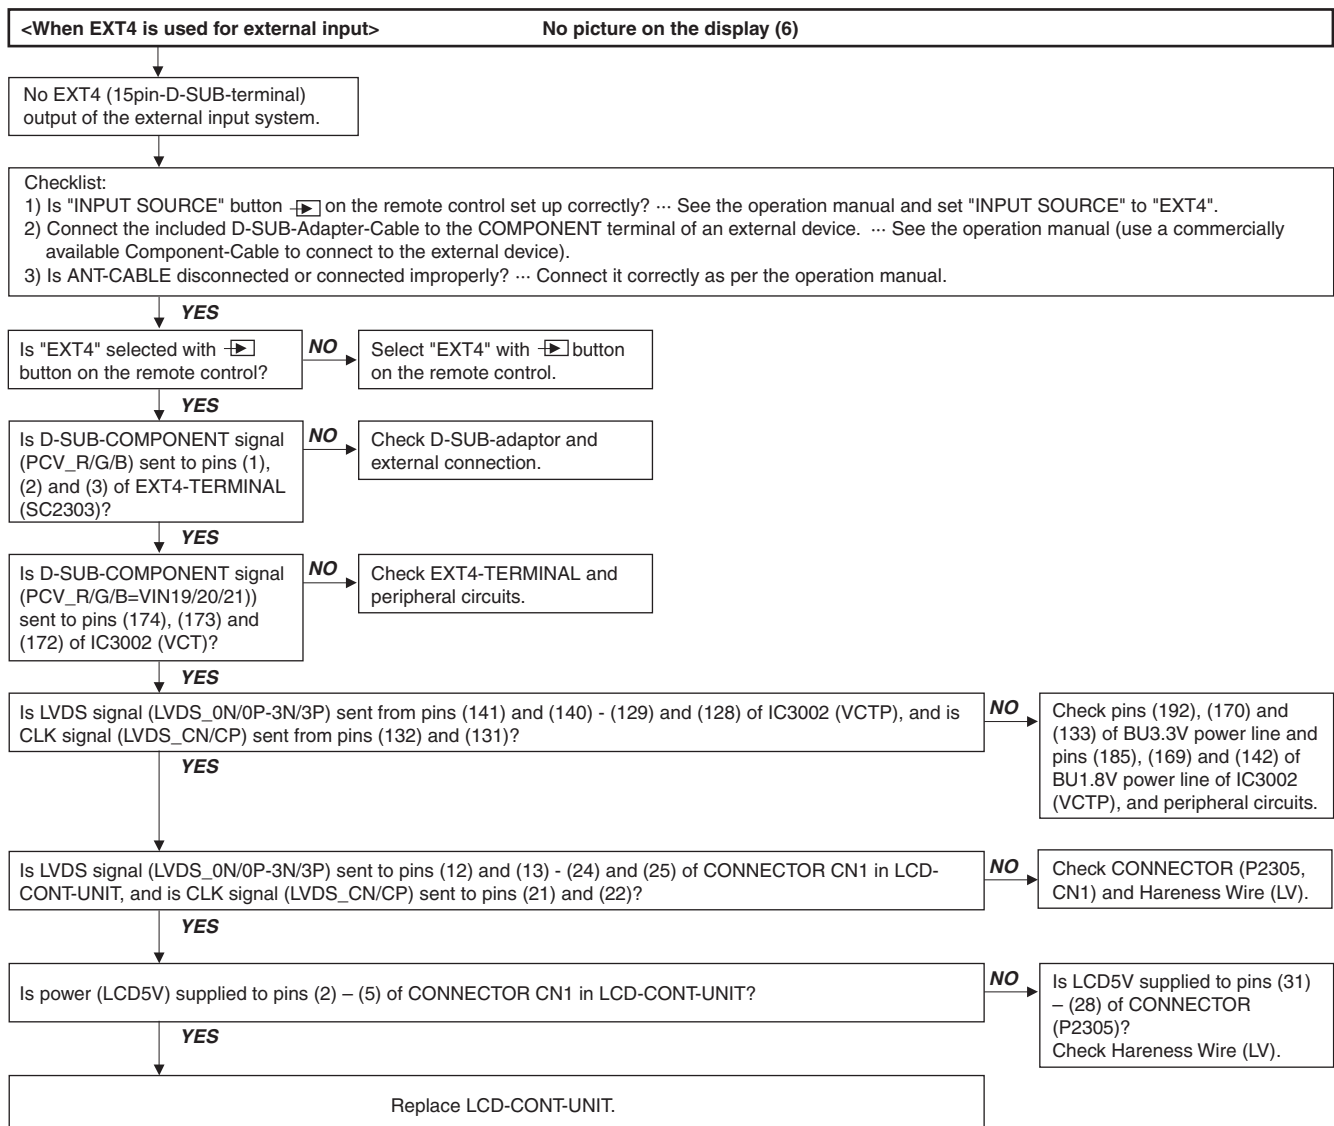 <When EXT4 is used for external input> No picture on the display (6)
No EXT4 (15pin-D-SUB-terminal)
output of the external input system.
Checklist:
1) Is "INPUT SOURCE" button on the remote control set up correctly? ··· See the operation manual and set "INPUT SOURCE" to "EXT4".
2) Connect the included D-SUB-Adapter-Cable to the COMPONENT terminal of an external device. ··· See the operation manual (use a commercially
available Component-Cable to connect to the external device).
3) Is ANT-CABLE disconnected or connected improperly? ··· Connect it correctly as per the operation manual.
YES
Is "EXT4" selected with
button on the remote control?
NO
Select "EXT4" with button
on the remote control.
YES
Is D-SUB-COMPONENT signal
(PCV_R/G/B) sent to pins (1),
(2) and (3) of EXT4-TERMINAL
(SC2303)?
NO
Check D-SUB-adaptor and
external connection.
YES
Is D-SUB-COMPONENT signal
(PCV_R/G/B=VIN19/20/21))
sent to pins (174), (173) and
(172) of IC3002 (VCT)?
NO
Check EXT4-TERMINAL and
peripheral circuits.
YES
Is LVDS signal (LVDS_0N/0P-3N/3P) sent from pins (141) and (140) - (129) and (128) of IC3002 (VCTP), and is
CLK signal (LVDS_CN/CP) sent from pins (132) and (131)?
NO
Check pins (192), (170) and
(133) of BU3.3V power line and
pins (185), (169) and (142) of
BU1.8V power line of IC3002
(VCTP), and peripheral circuits.
YES
Is LVDS signal (LVDS_0N/0P-3N/3P) sent to pins (12) and (13) - (24) and (25) of CONNECTOR CN1 in LCD-
CONT-UNIT, and is CLK signal (LVDS_CN/CP) sent to pins (21) and (22)?
NO
Check CONNECTOR (P2305,
CN1) and Hareness Wire (LV).
YES
Is power (LCD5V) supplied to pins (2) – (5) of CONNECTOR CN1 in LCD-CONT-UNIT?
NO
Is LCD5V supplied to pins (31)
– (28) of CONNECTOR
(P2305)?
Check Hareness Wire (LV).
YES
Replace LCD-CONT-UNIT.